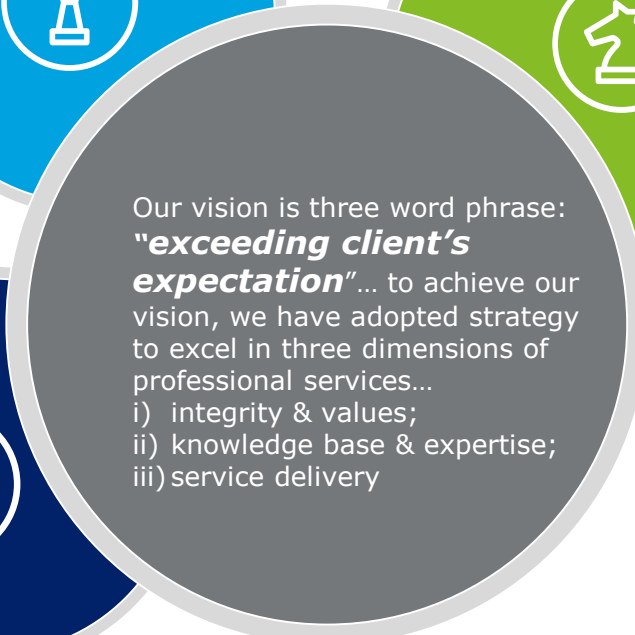 Our vision is three word phrase:
“exceeding client’s
expectation”... to achieve our
vision, we have adopted strategy
to excel in three dimensions of
professional services...
i) integrity & values;
ii) knowledge base & expertise;
iii) service delivery